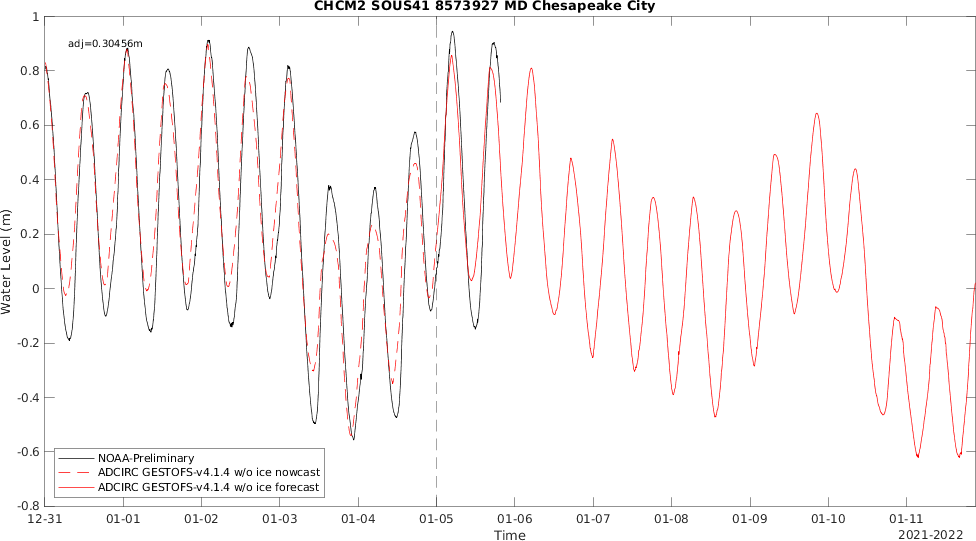 CHCM2 SOUS41 8573927 MD Chesapeake City
adj=0.30456m
Water Level (m)
1
0.8
0.6
0.4
0.2
0
-0.2
-0.4
-0.6
-0.8
NOAA-Preliminary
ADCIRC GESTOFS-v4.1.4 w/o ice nowcast
ADCIRC GESTOFS-v4.1.4 w/o ice forecast
12-31 01-01 01-02 01-03 01-04 01-05 01-06 01-07 01-08 01-09 01-10 01-11
Time
2021-2022